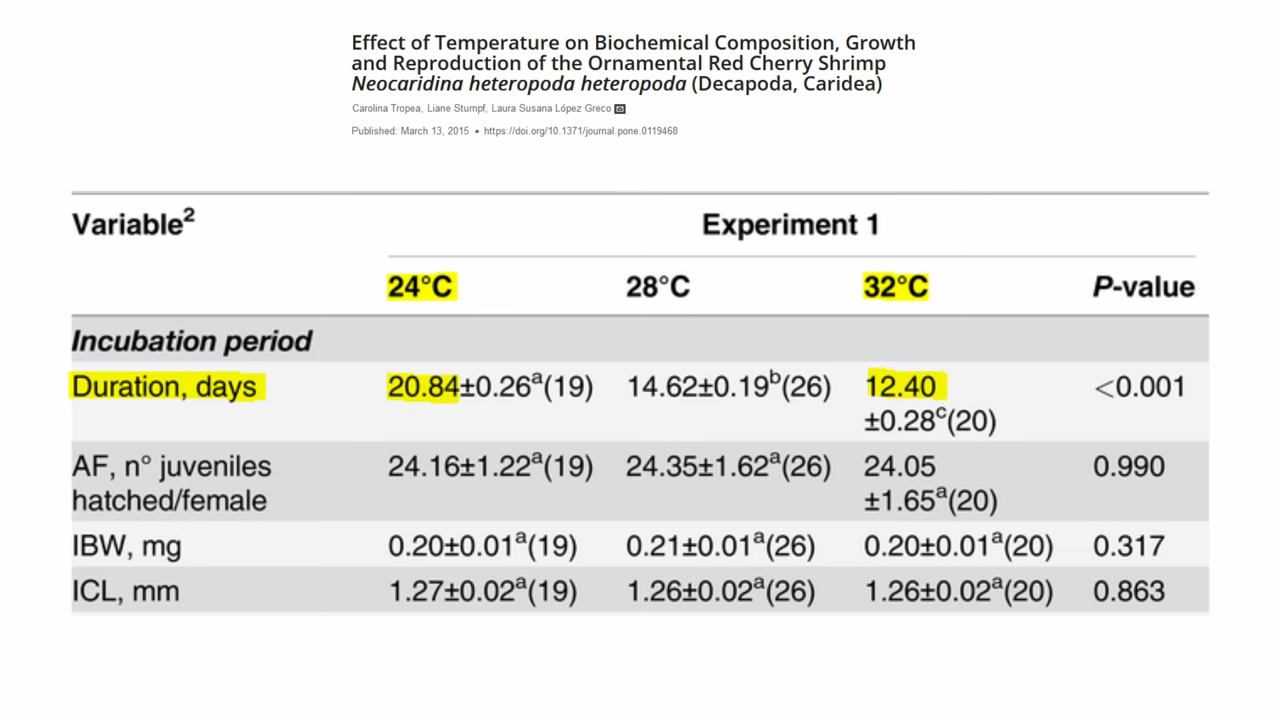 Effect of Temperature on Biochemical Composition, Growth
and Reproduction of the Ornamental Red Cherry Shrimp
Neocaridina heteropoda heteropoda (Decapoda, Caridea)
Carolina Tropea, Liane Stumpf, Laura Susana López Greco
Published: March 13, 2015 • https://doi.org/10.1371/journal.pone.0119468
Variable² Experiment 1
24°C 28°C 32°C P-value
Incubation period
Duration, days 20.84±0.26ᵃ(19) 14.62±0.19ᵇ(26) 12.40 <0.001
±0.28ᶜ(20)
AF, n° juveniles 24.16±1.22ᵃ(19) 24.35±1.62ᵃ(26) 24.05 0.990
hatched/female ±1.65ᵃ(20)
IBW, mg 0.20±0.01ᵃ(19) 0.21±0.01ᵃ(26) 0.20±0.01ᵃ(20) 0.317
ICL, mm 1.27±0.02ᵃ(19) 1.26±0.02ᵃ(26) 1.26±0.02ᵃ(20) 0.863